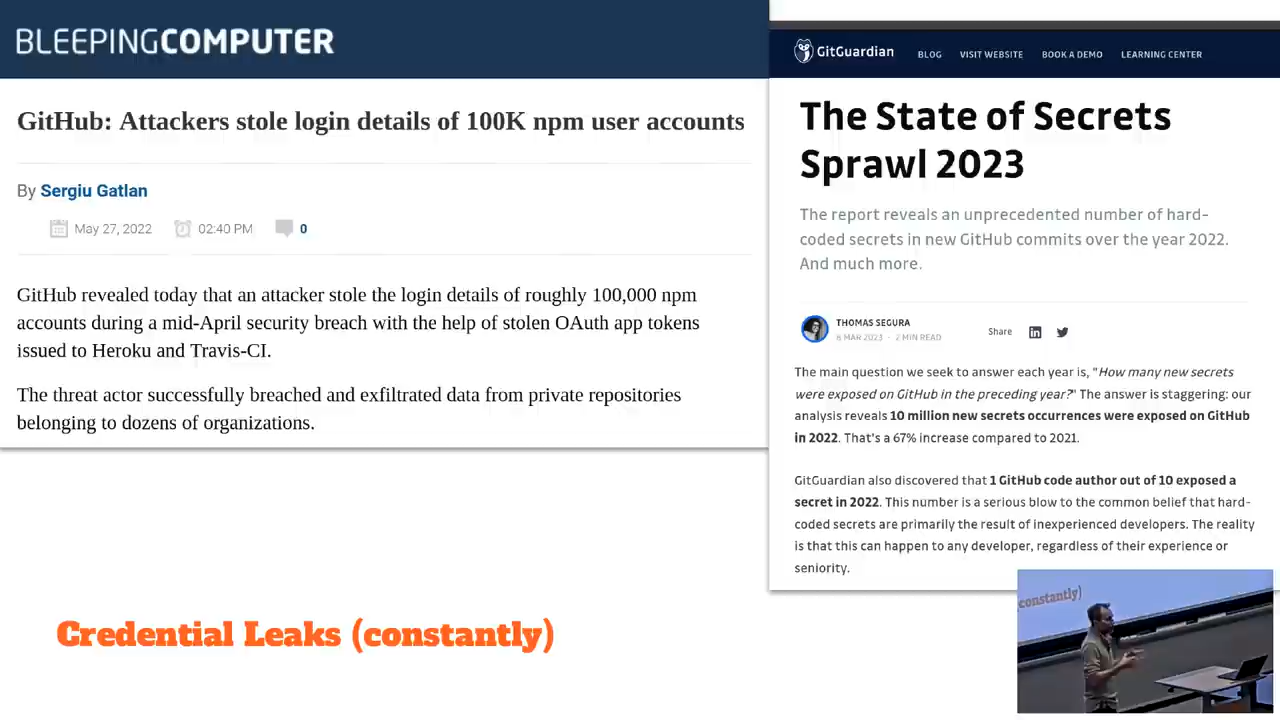 BLEEPINGCOMPUTER
GitHub: Attackers stole login details of 100K npm user accounts
By Sergiu Gatlan
May 27, 2022 02:40 PM 0
GitHub revealed today that an attacker stole the login details of roughly 100,000 npm
accounts during a mid-April security breach with the help of stolen OAuth app tokens
issued to Heroku and Travis-CI.
The threat actor successfully breached and exfiltrated data from private repositories
belonging to dozens of organizations.
GitGuardian BLOG VISIT WEBSITE BOOK A DEMO LEARNING CENTER
The State of Secrets
Sprawl 2023
The report reveals an unprecedented number of hard-
coded secrets in new GitHub commits over the year 2022.
And much more.
THOMAS SEGURA
8 MAR 2023 · 2 MIN READ
Share
The main question we seek to answer each year is, "How many new secrets
were exposed on GitHub in the preceding year?" The answer is staggering: our
analysis reveals 10 million new secrets occurrences were exposed on GitHub
in 2022. That's a 67% increase compared to 2021.
GitGuardian also discovered that 1 GitHub code author out of 10 exposed a
secret in 2022. This number is a serious blow to the common belief that hard-
coded secrets are primarily the result of inexperienced developers. The reality
is that this can happen to any developer, regardless of their experience or
seniority.
Credential Leaks (constantly)
constantly)